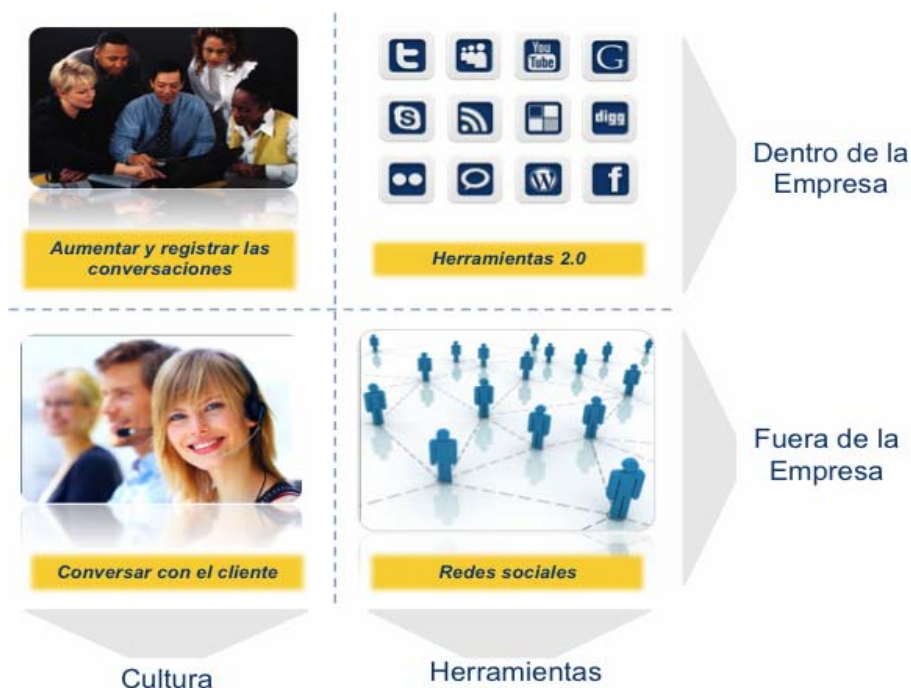 You
Tube
G
digg
W
f
Dentro de la
Empresa
Aumentar y registrar las
conversaciones
Herramientas 2.0
Fuera de la
Empresa
Conversar con el cliente
Redes sociales
Cultura
Herramientas